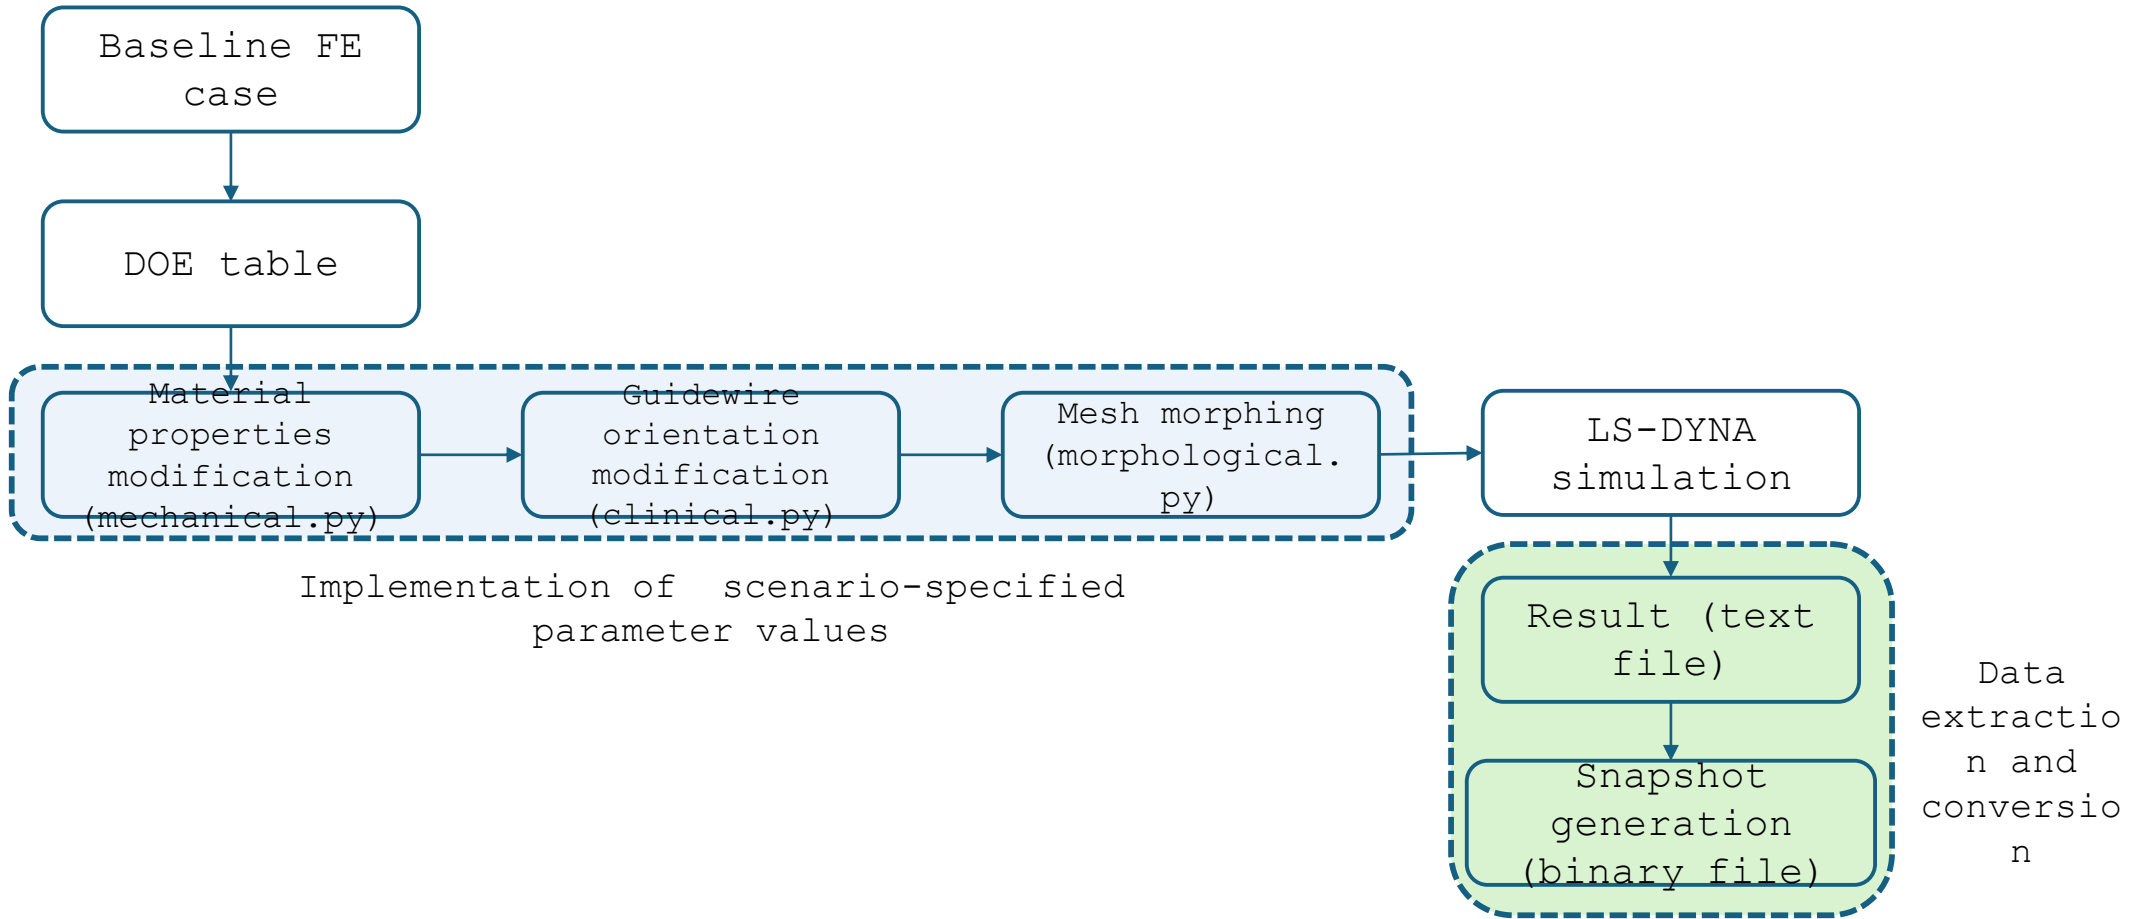 Baseline FE
case
DOE table
Material
properties
modification
(mechanical.py)
Guidewire
orientation
modification
(clinical.py)
Mesh morphing
(morphological.
py)
LS-DYNA
simulation
Implementation of  scenario-specified
parameter values
Result (text
file)
Snapshot
generation
(binary file)
Data
extractio
n and
conversio
n